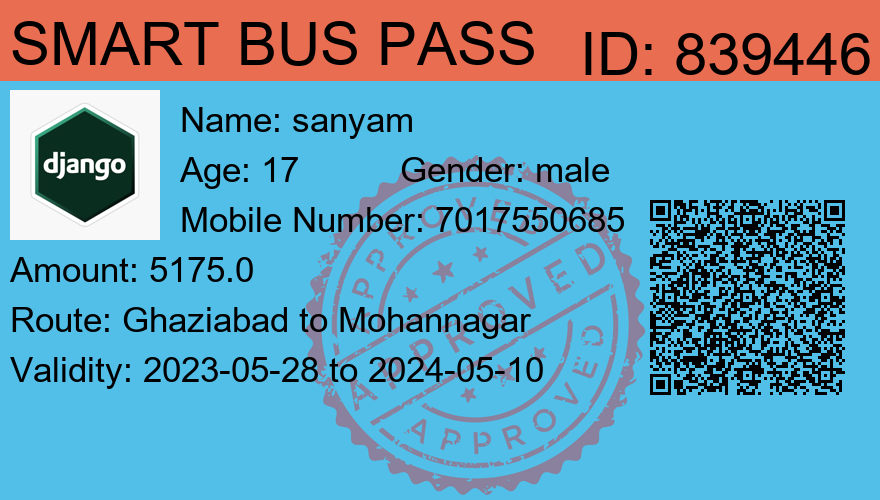 SMART BUS PASS ID: 839446
django
Name: sanyam
Age: 17 Gender: male
Mobile Number: 7017550685
Amount: 5175.0
Route: Ghaziabad to Mohannagar
Validity: 2023-05-28 to 2024-05-10
APPROVED
APPROVED
APPROVED